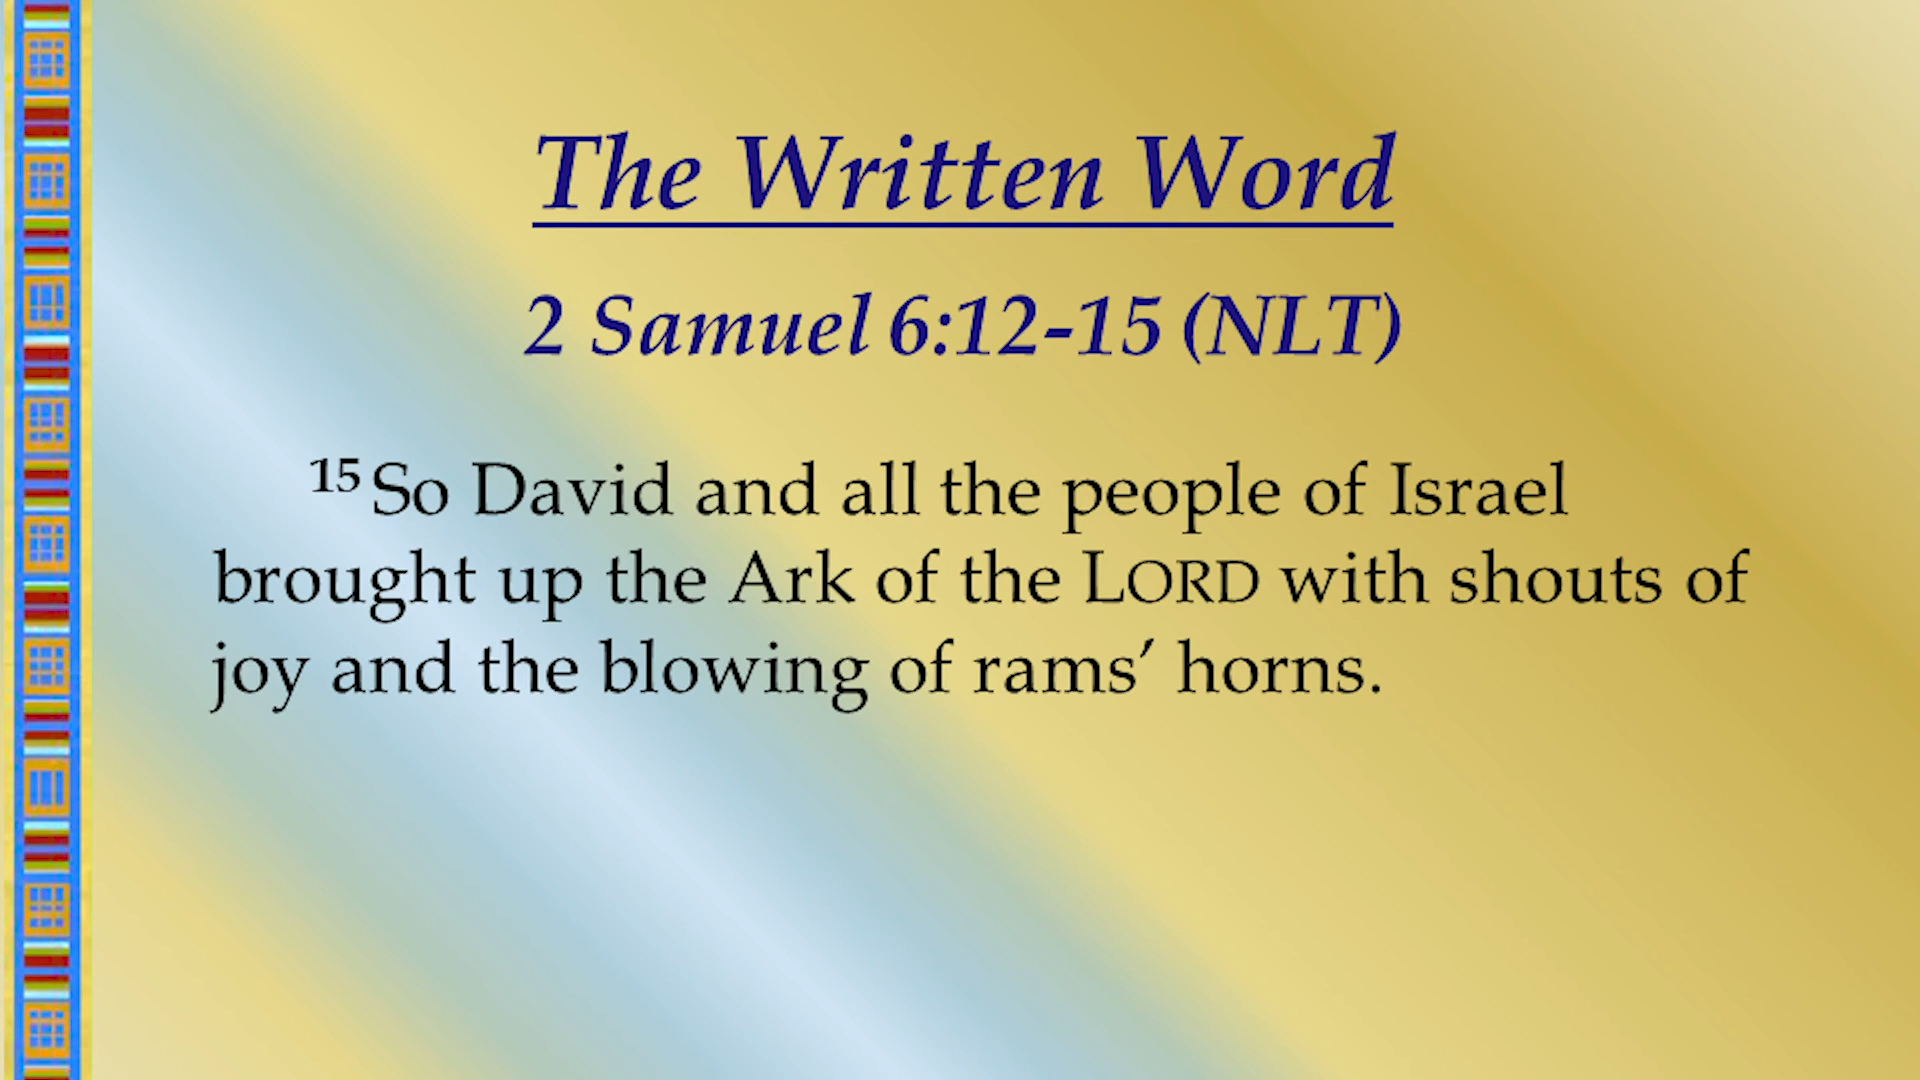 The Written Word
2 Samuel 6:12-15 (NLT)
15 So David and all the people of Israel
brought up the Ark of the LORD with shouts of
joy and the blowing of rams’ horns.